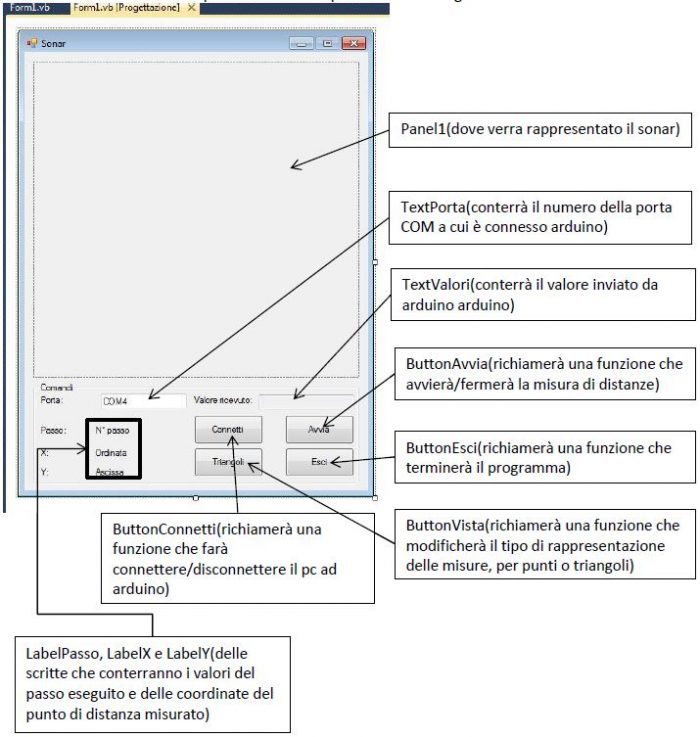 Form1.vb Form1.vb [Progettazione] X
Sonar
Panel1(dove verra rappresentato il sonar)
TextPorta(conterrà il numero della porta
COM a cui è connesso arduino)
TextValori(conterrà il valore inviato da
arduino arduino)
ButtonAvvia(richiamerà una funzione che
avvierà/fermerà la misura di distanze)
Comandi
Porta: COM4 Valore ricevuto:
Passo: N° passo Connetti Avvia
X: Ordinata
Y: Ascissa Triangoli Esci
ButtonEsci(richiamerà una funzione che
terminerà il programma)
ButtonConnetti(richiamerà una
funzione che farà
connettere/disconnettere il pc ad
arduino)
ButtonVista(richiamerà una funzione che
modificherà il tipo di rappresentazione
delle misure, per punti o triangoli)
LabelPasso, LabelX e LabelY(delle
scritte che conterranno i valori del
passo eseguito e delle coordinate del
punto di distanza misurato)